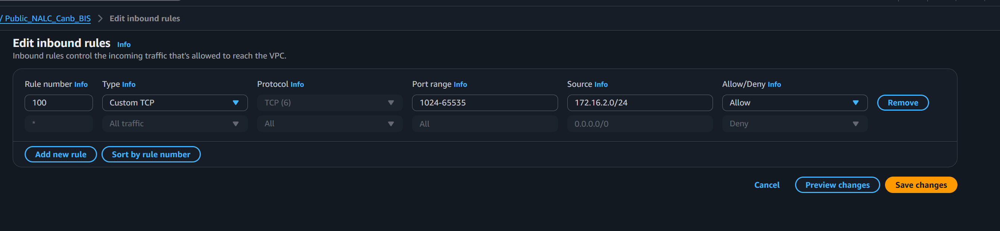 / Public_NALC_Canb_BIS > Edit inbound rules
Edit inbound rules Info
Inbound rules control the incoming traffic that's allowed to reach the VPC.
Rule number Info Type Info Protocol Info Port range Info Source Info Allow/Deny Info
100 Custom TCP TCP (6) 1024-65535 172.16.2.0/24 Allow Remove
* All traffic All All 0.0.0.0/0 Deny
Add new rule Sort by rule number
Cancel Preview changes Save changes